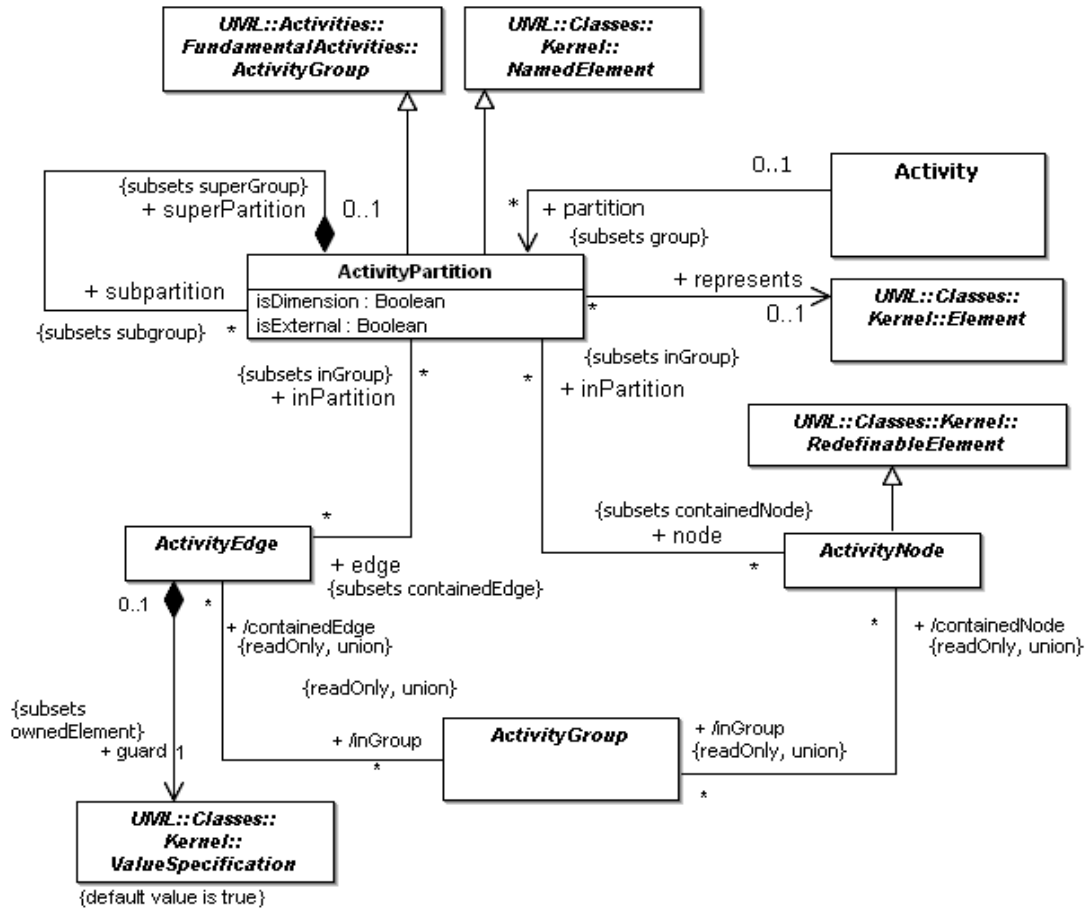 UML::Activities::
FundamentalActivities::
ActivityGroup
UML::Classes::
Kernel::
NamedElement
{subsets superGroup}
+ superPartition
0..1
0..1
Activity
*
+ partition
{subsets group}
ActivityPartition
isDimension : Boolean
isExternal : Boolean
+ subpartition
{subsets subgroup}
*
+ represents
*
0..1
UML::Classes::
Kernel::Element
{subsets inGroup}
*
+ inPartition
{subsets inGroup}
*
+ inPartition
UML::Classes::Kernel::
RedefinableElement
{subsets containedNode}
+ node
*
ActivityNode
*
ActivityEdge
+ edge
{subsets containedEdge}
0..1
*
+ /containedEdge
{readOnly, union}
*
+ /containedNode
{readOnly, union}
{readOnly, union}
{subsets
ownedElement}
+ guard
1
+ /inGroup
*
ActivityGroup
+ /inGroup
{readOnly, union}
*
UML::Classes::
Kernel::
ValueSpecification
{default value is true}